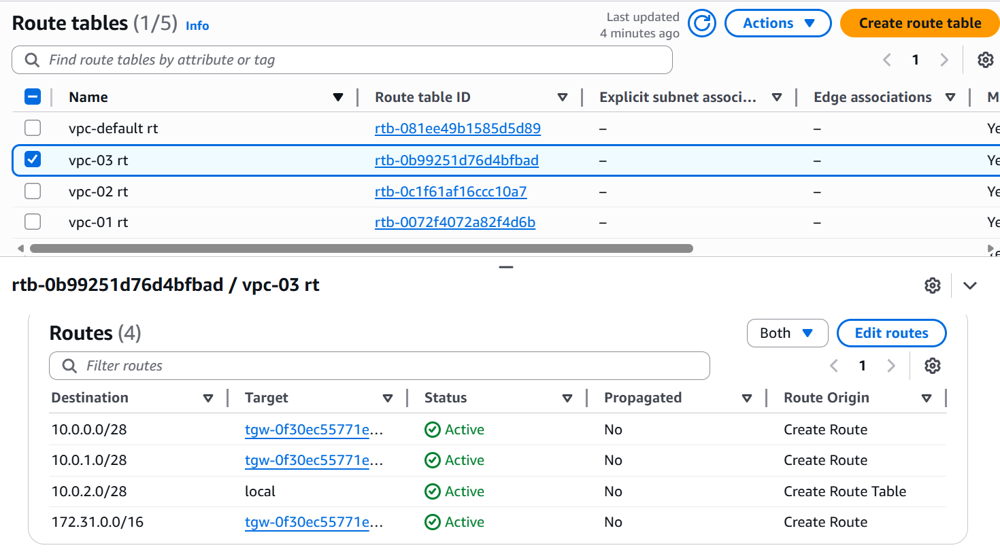 Route tables (1/5) Info
Last updated
4 minutes ago
Actions
Create route table
Find route tables by attribute or tag
1
Name Route table ID Explicit subnet associ... Edge associations M
vpc-default rt rtb-081ee49b1585d5d89 – – Ye
vpc-03 rt rtb-0b99251d76d4bfbad – – Ye
vpc-02 rt rtb-0c1f61af16ccc10a7 – – Ye
vpc-01 rt rtb-0072f4072a82f4d6b – – Ye
rtb-0b99251d76d4bfbad / vpc-03 rt
Routes (4)
Both
Edit routes
Filter routes
1
Destination Target Status Propagated Route Origin
10.0.0.0/28 tgw-0f30ec55771e... Active No Create Route
10.0.1.0/28 tgw-0f30ec55771e... Active No Create Route
10.0.2.0/28 local Active No Create Route Table
172.31.0.0/16 tgw-0f30ec55771e... Active No Create Route